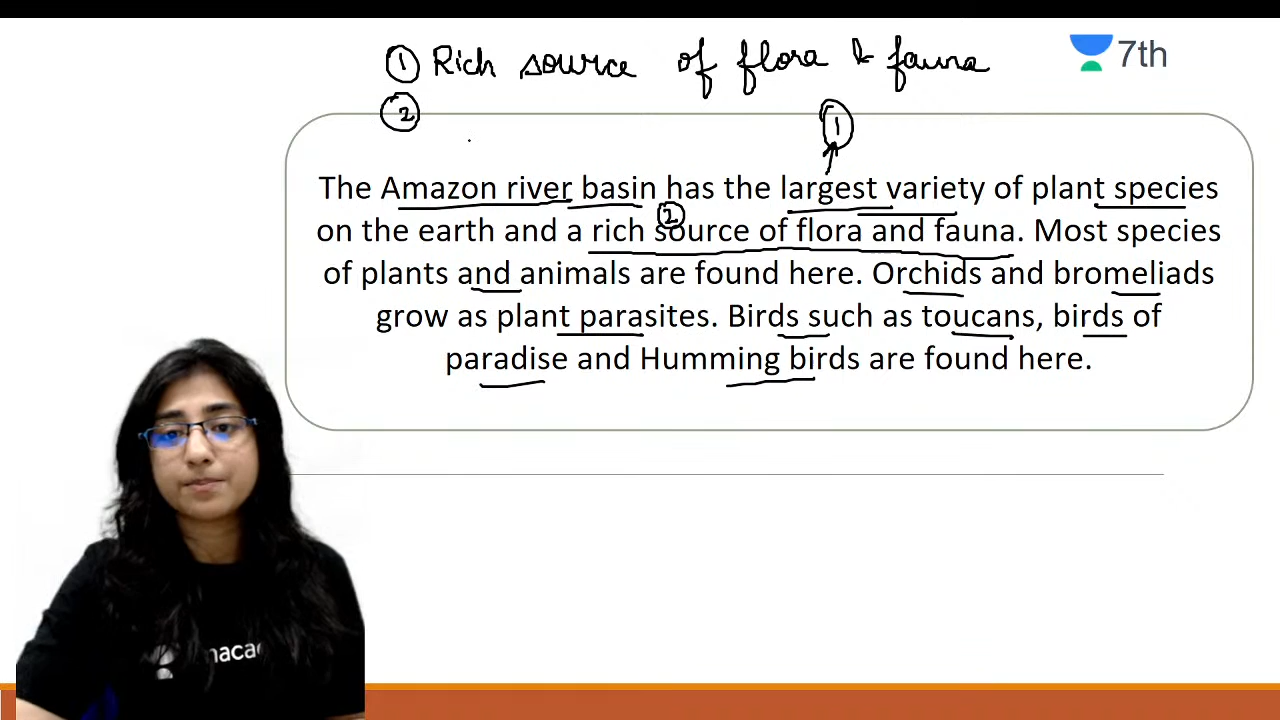 ① Rich source of flora & fauna
7th
②
①
The Amazon river basin has the largest variety of plant species
②
on the earth and a rich source of flora and fauna. Most species
of plants and animals are found here. Orchids and bromeliads
grow as plant parasites. Birds such as toucans, birds of
paradise and Humming birds are found here.